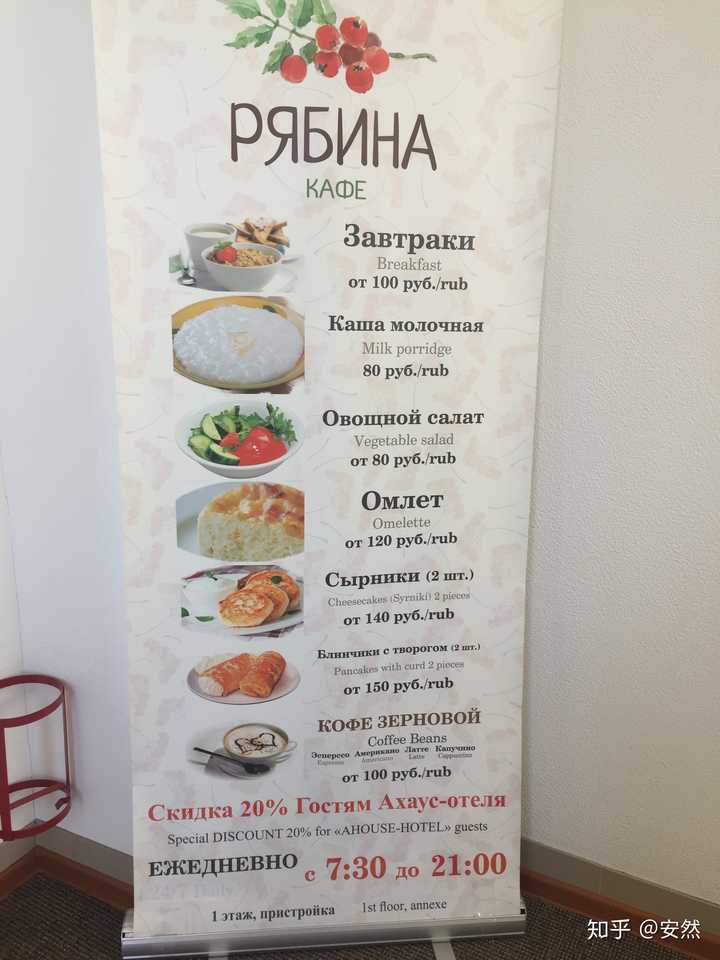 РЯБИНА
КАФЕ
Завтраки
Breakfast
от 100 руб./rub
Каша молочная
Milk porridge
80 руб./rub
Овощной салат
Vegetable salad
от 80 руб./rub
Омлет
Omelette
от 120 руб./rub
Сырники (2 шт.)
Cheesecakes (Syrniki) 2 pieces
от 140 руб./rub
Блинчики с творогом (2 шт.)
Pancakes with curd 2 pieces
от 150 руб./rub
КОФЕ ЗЕРНОВОЙ
Coffee Beans
Эсперессо Американо Латте Капучино
Espresso Americano Latte Cappuccino
от 100 руб./rub
Скидка 20% Гостям Ахаус-отеля
Special DISCOUNT 20% for «AHOUSE-HOTEL» guests
ЕЖЕДНЕВНО с 7:30 до 21:00
1 этаж, пристройка 1st floor, annexe
知乎 @安然